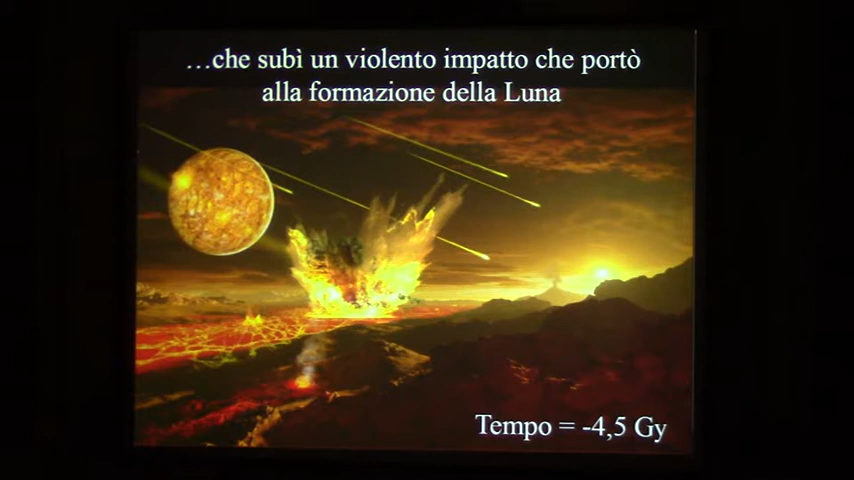 …che subì un violento impatto che portò
alla formazione della Luna
Tempo = -4,5 Gy